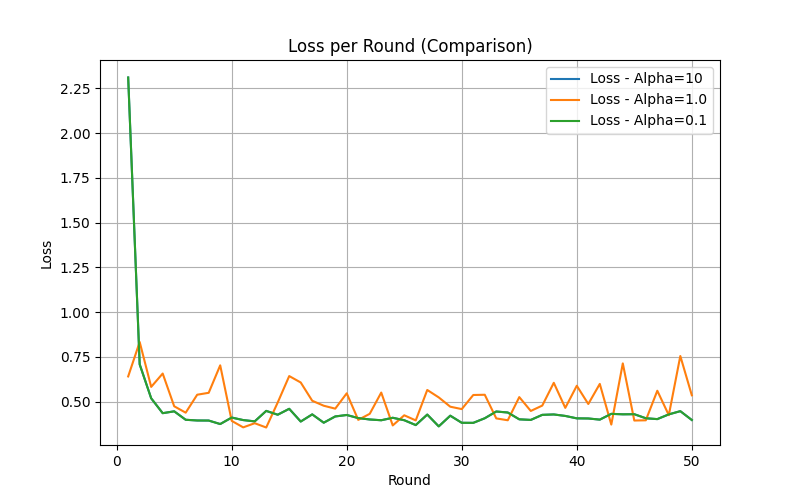 Loss per Round (Comparison)
Loss - Alpha=10
Loss - Alpha=1.0
Loss - Alpha=0.1
Loss
2.25
2.00
1.75
1.50
1.25
1.00
0.75
0.50
0 10 20 30 40 50
Round